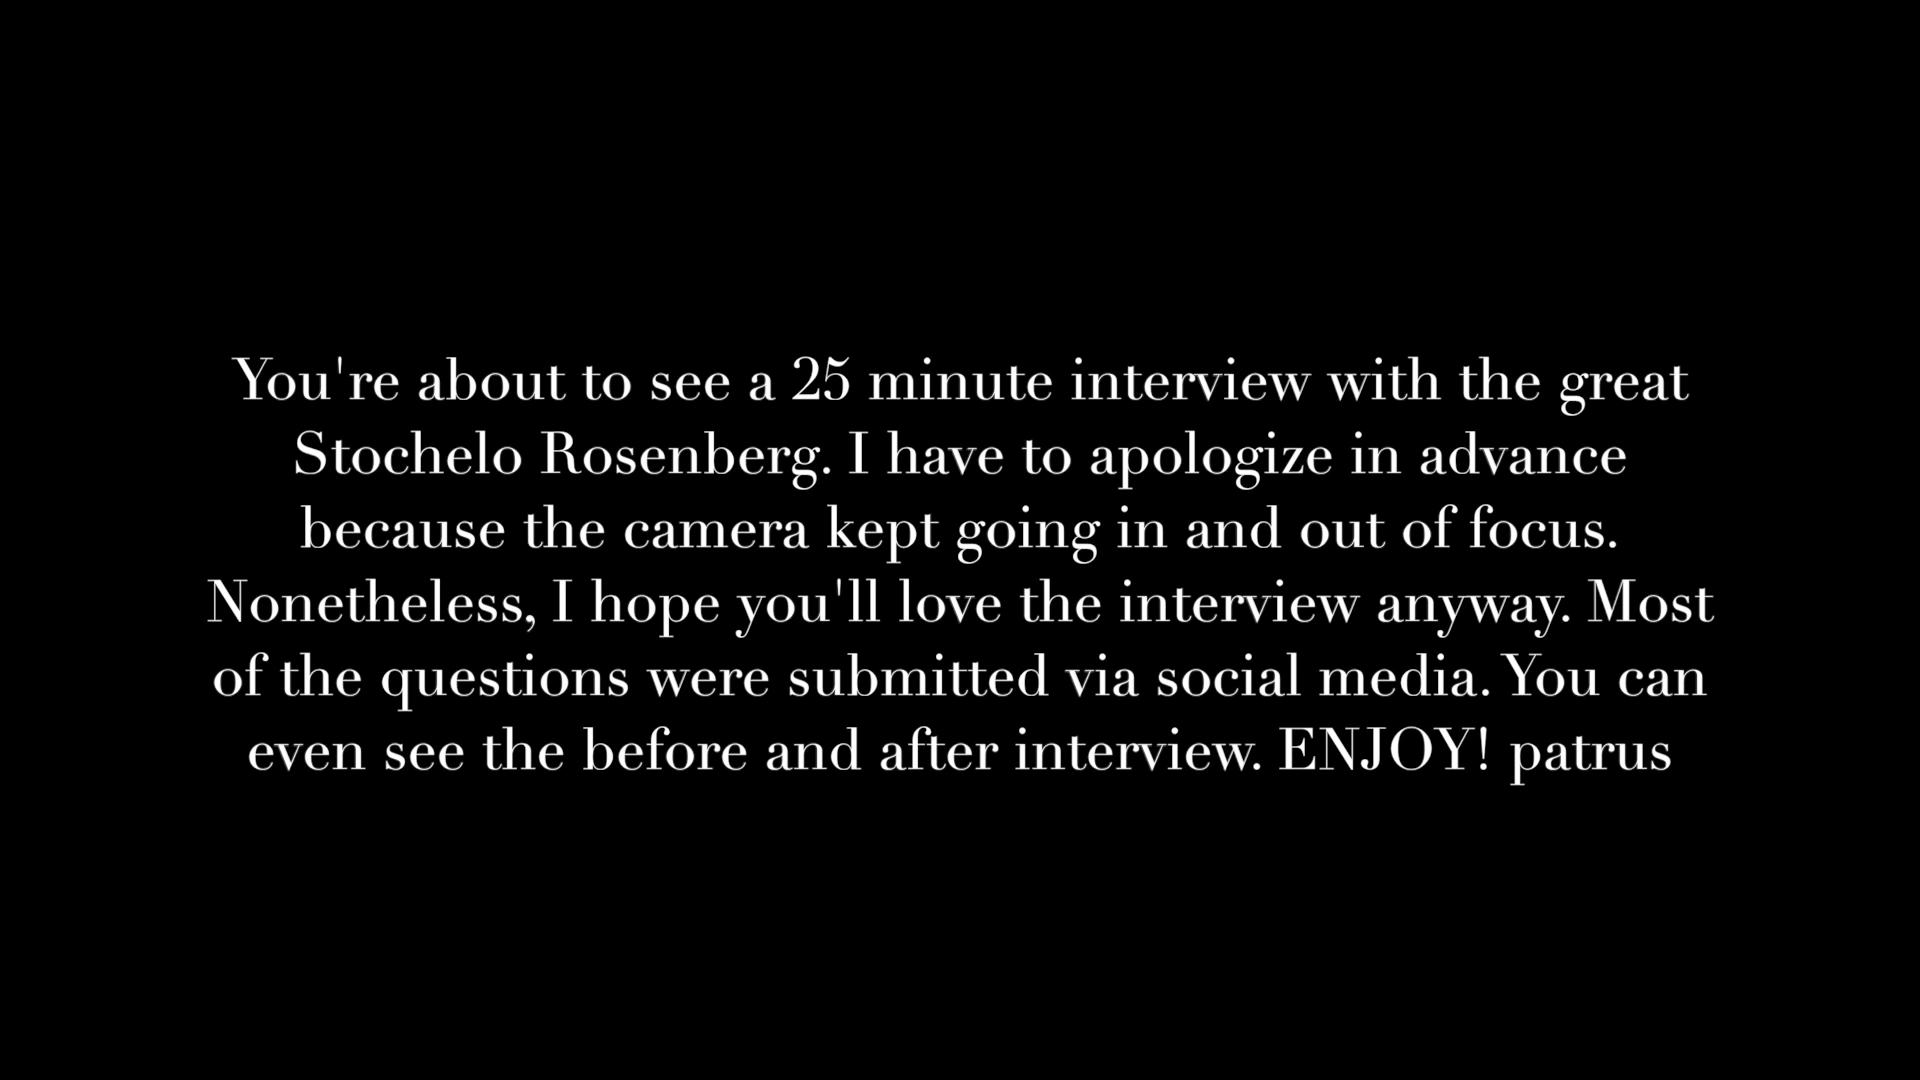 You're about to see a 25 minute interview with the great
Stochelo Rosenberg. I have to apologize in advance
because the camera kept going in and out of focus.
Nonetheless, I hope you'll love the interview anyway. Most
of the questions were submitted via social media. You can
even see the before and after interview. ENJOY! patrus